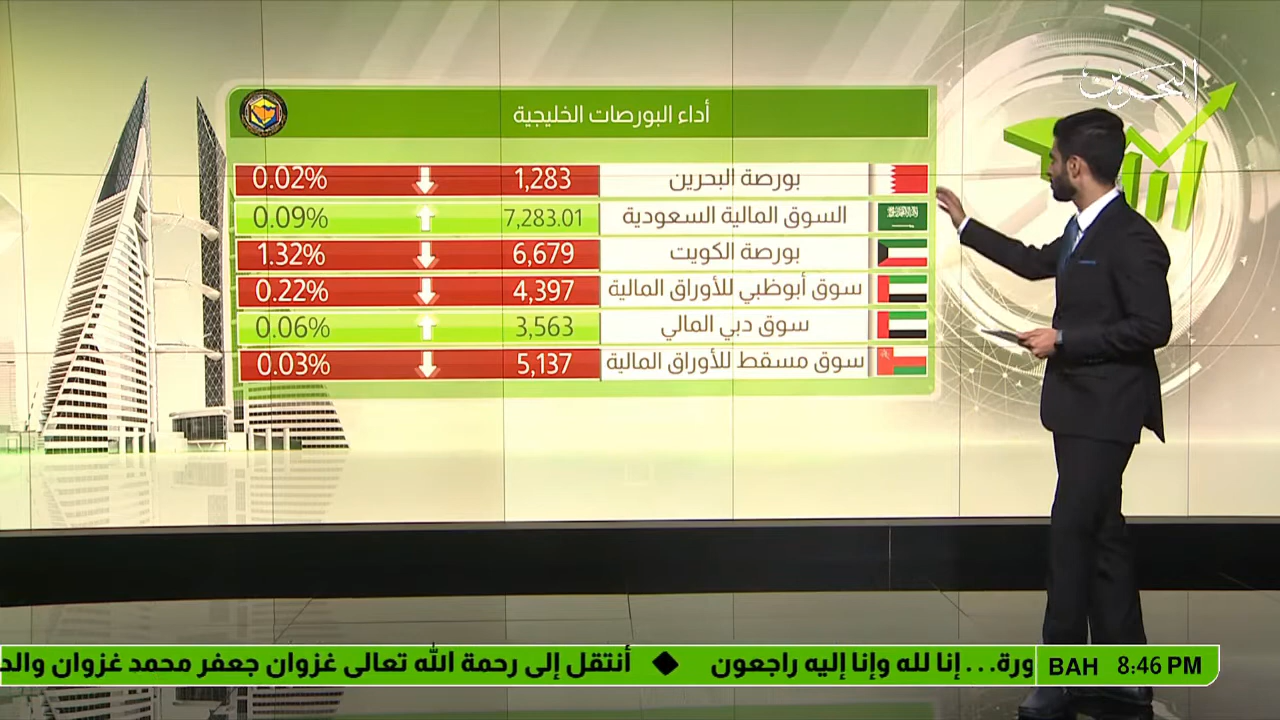 البحرين
أداء البورصات الخليجية
بورصة البحرين 1,283 0.02%
السوق المالية السعودية 7,283.01 0.09%
بورصة الكويت 6,679 1.32%
سوق أبوظبي للأوراق المالية 4,397 0.22%
سوق دبي المالي 3,563 0.06%
سوق مسقط للأوراق المالية 5,137 0.03%
BAH 8:46 PM
ورة... إنا لله وإنا إليه راجعون ◆ أنتقل إلى رحمة الله تعالى غزوان جعفر محمد غزوان والد